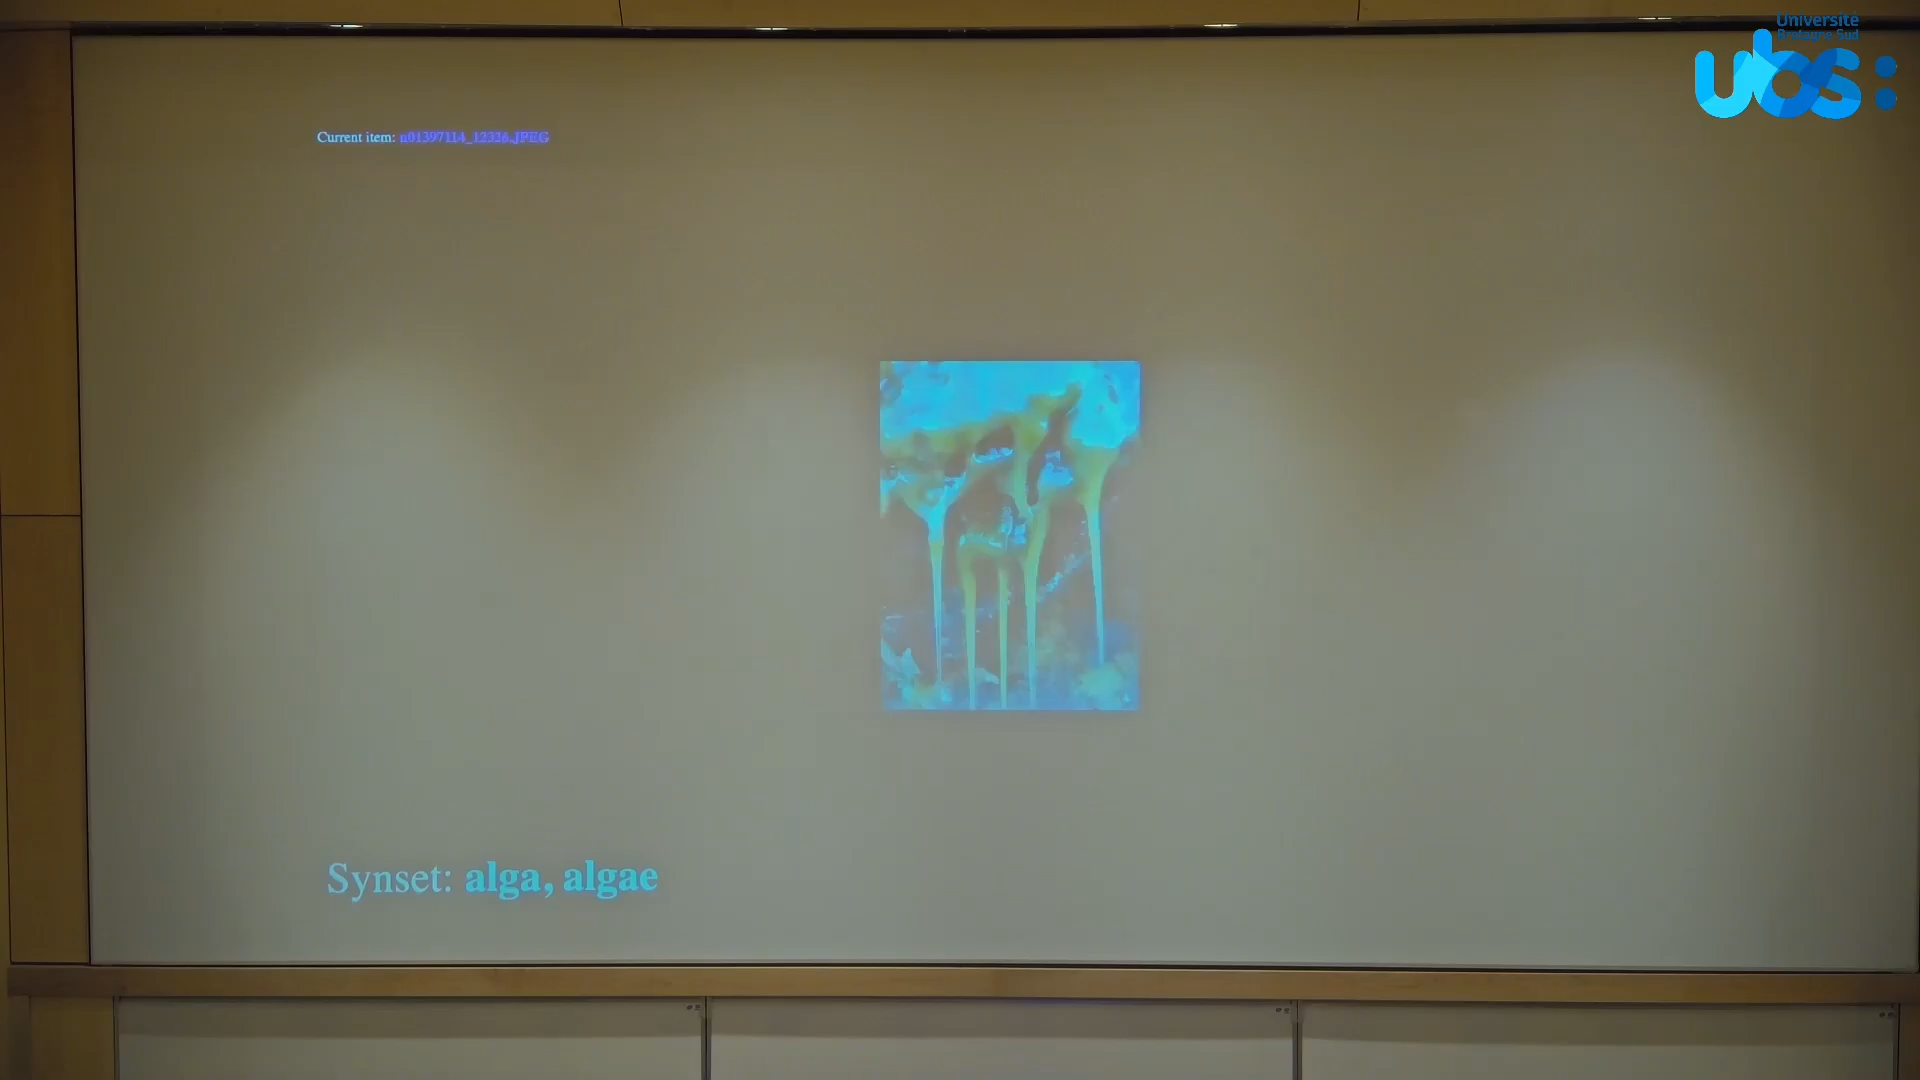 Université
Bretagne Sud
ubs:
Current item: n01397114_12326.JPEG
Synset: alga, algae